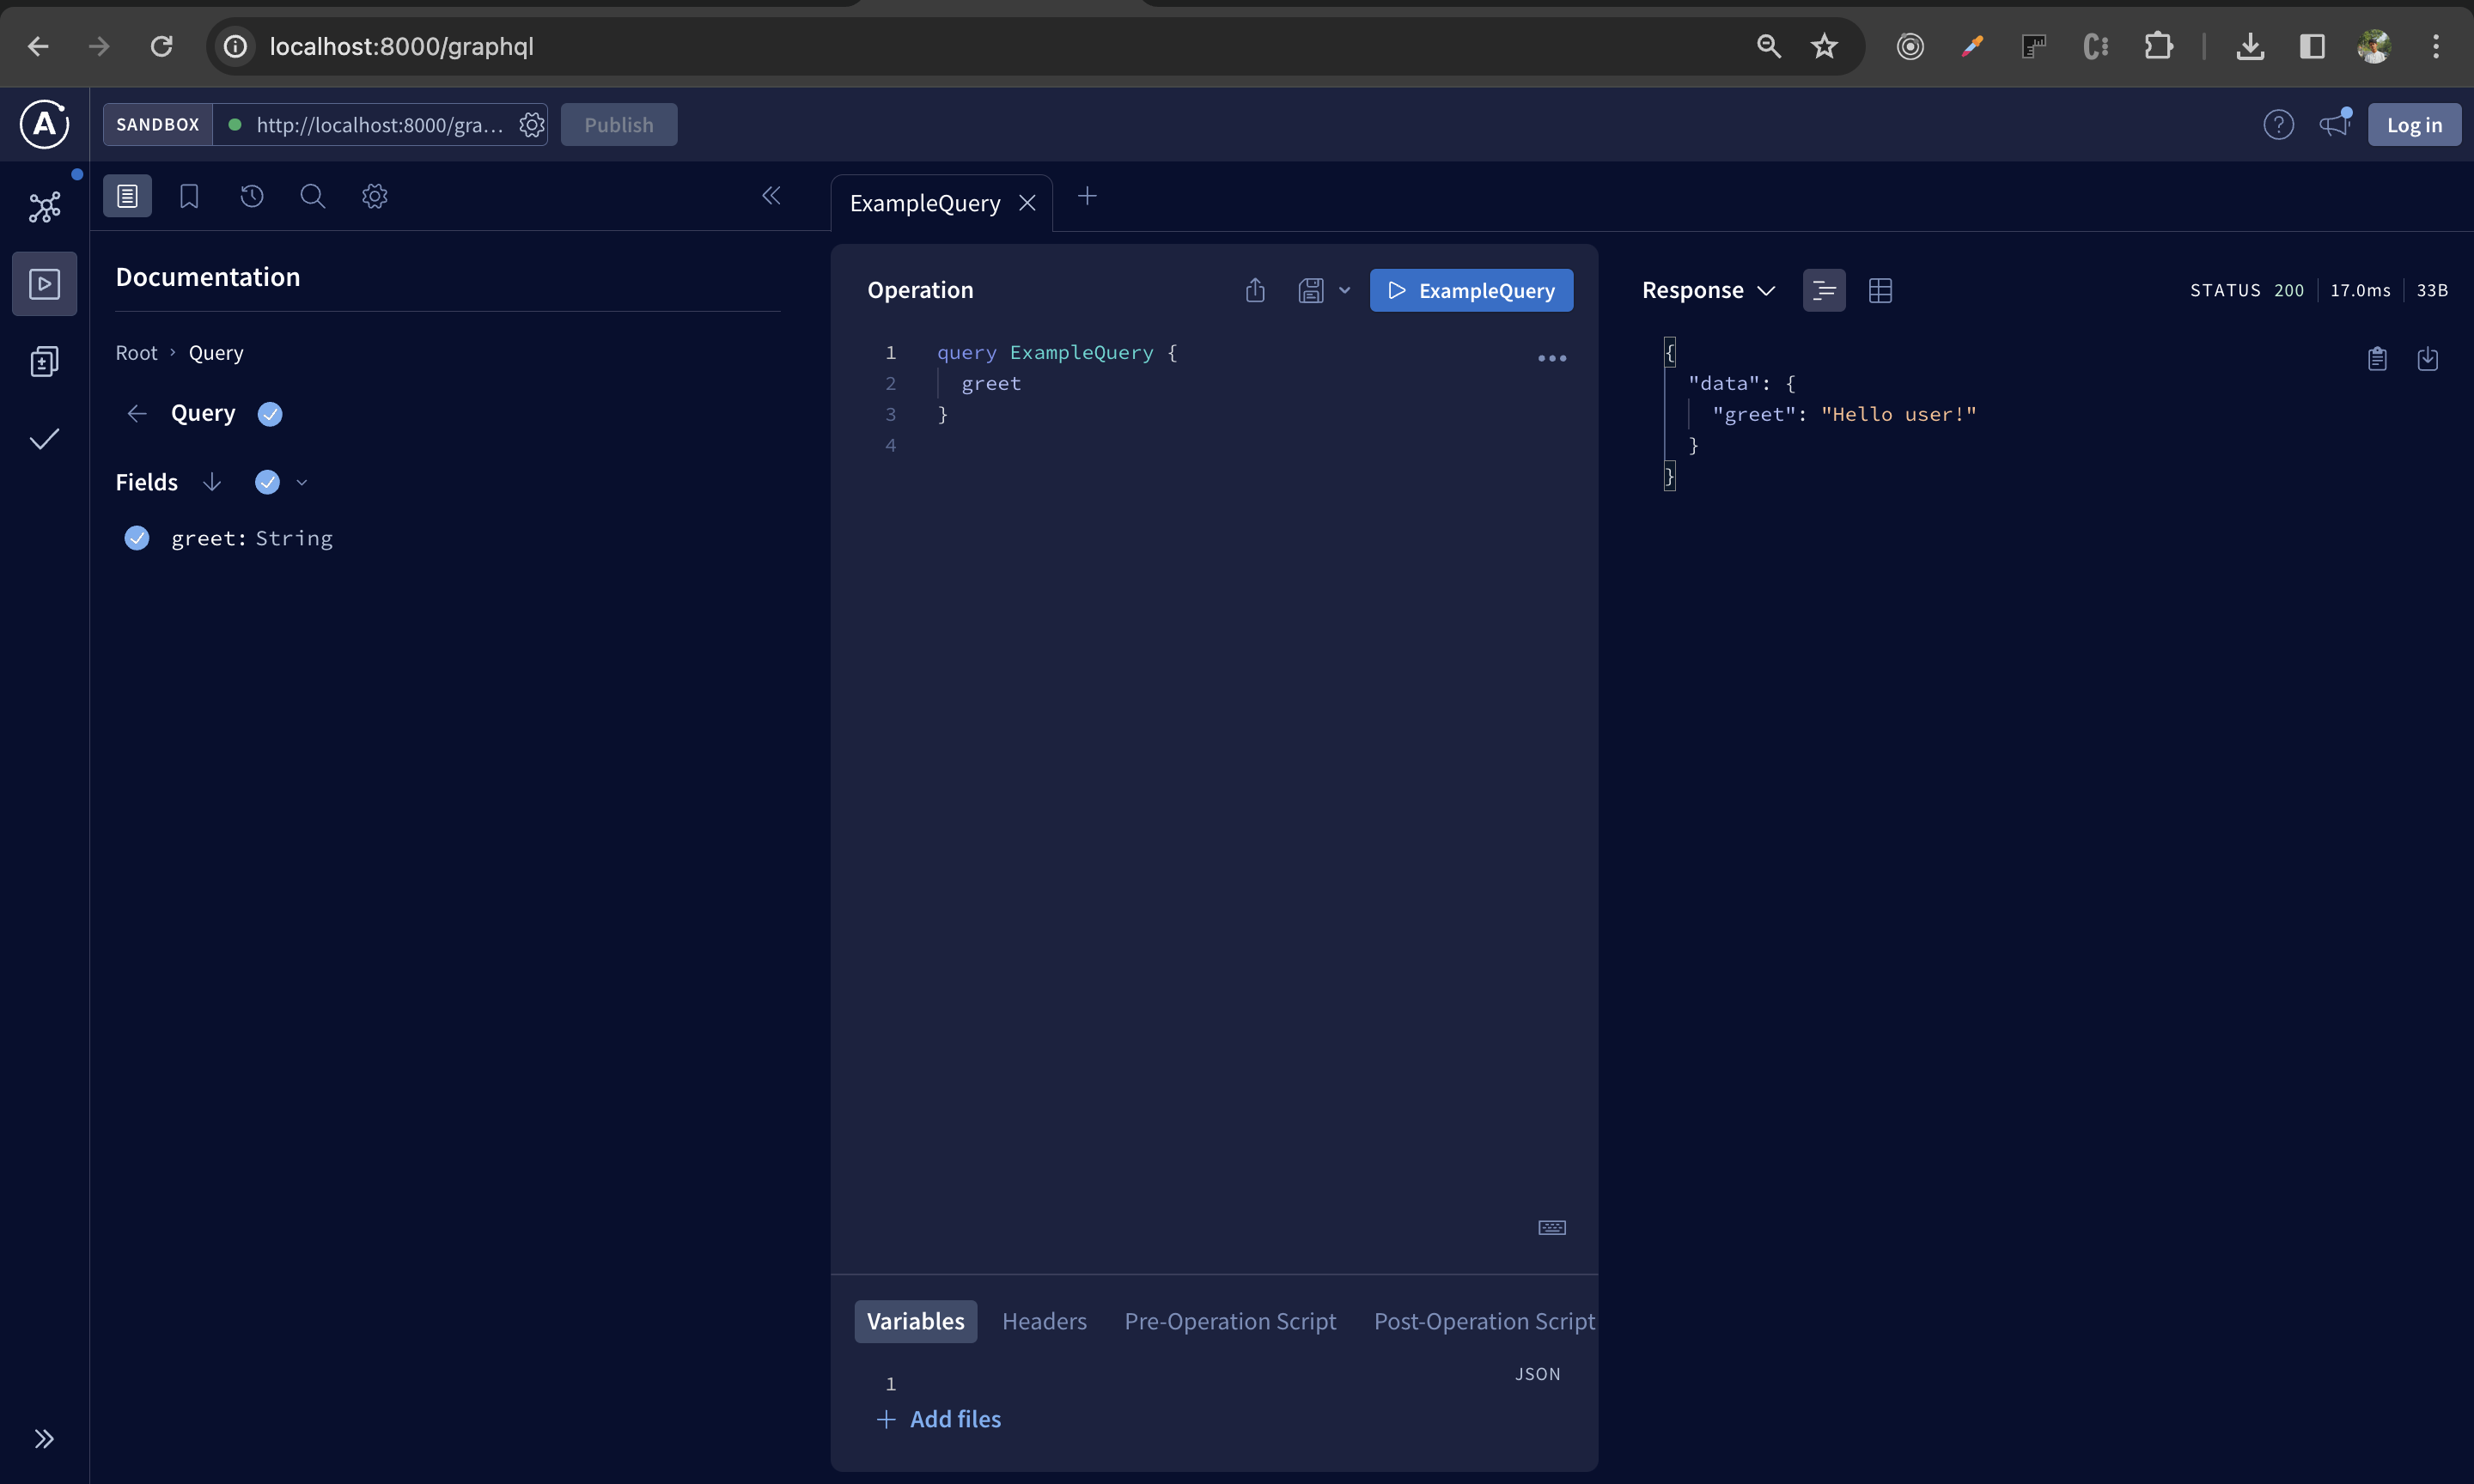 localhost:8000/graphql
SANDBOX http://localhost:8000/gra... Publish
Log in
ExampleQuery
Documentation
Root › Query
Query
Fields
greet: String
Operation
ExampleQuery
1 query ExampleQuery {
2 greet
3 }
4
Variables Headers Pre-Operation Script Post-Operation Script
JSON
1
Add files
Response
STATUS 200 17.0ms 33B
{
"data": {
"greet": "Hello user!"
}
}